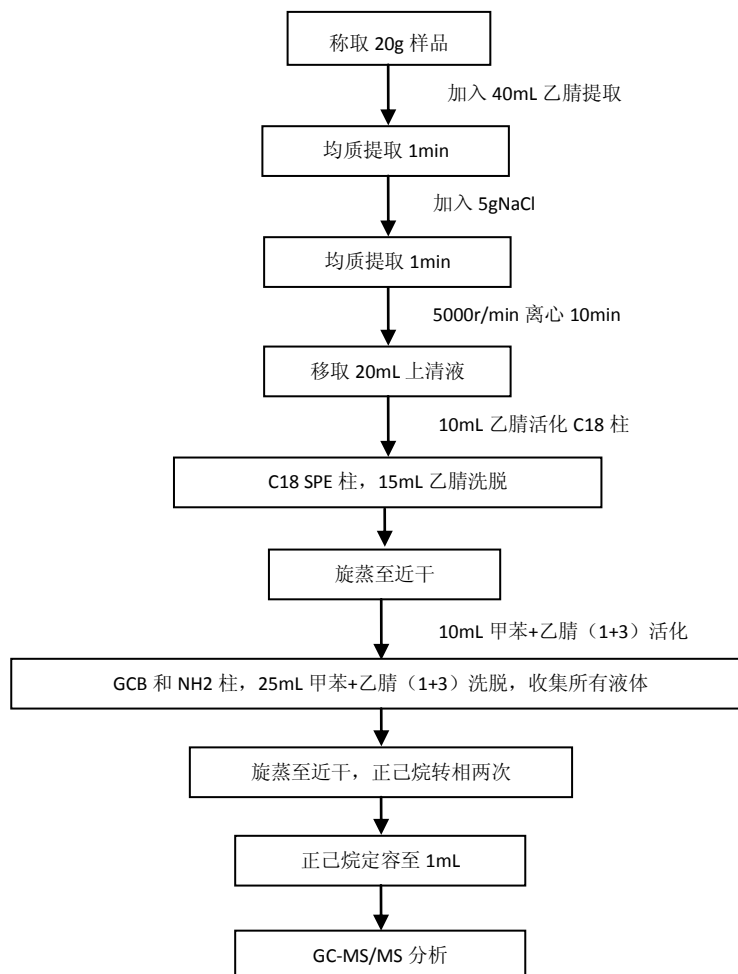 称取 20g 样品
加入 40mL 乙腈提取
均质提取 1min
加入 5gNaCl
均质提取 1min
5000r/min 离心 10min
移取 20mL 上清液
10mL 乙腈活化 C18 柱
C18 SPE 柱，15mL 乙腈洗脱
旋蒸至近干
10mL 甲苯+乙腈（1+3）活化
GCB 和 NH2 柱，25mL 甲苯+乙腈（1+3）洗脱，收集所有液体
旋蒸至近干，正己烷转相两次
正己烷定容至 1mL
GC-MS/MS 分析